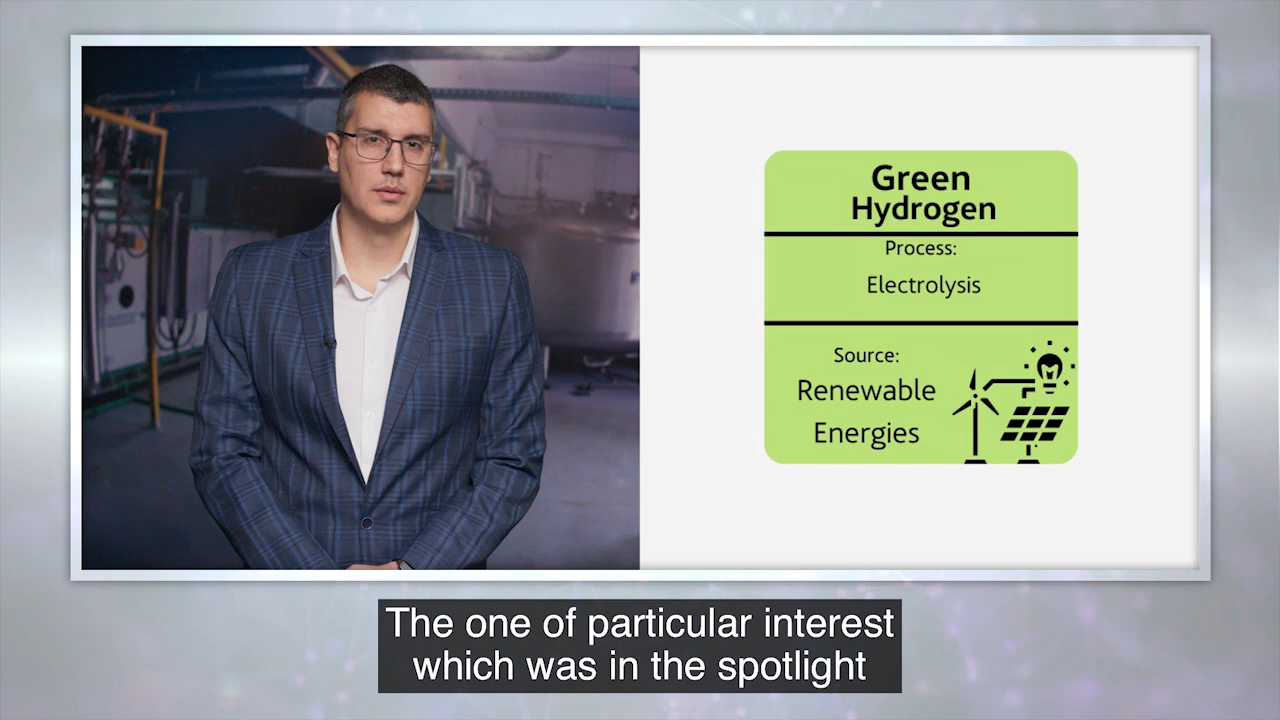 Green
Hydrogen
Process:
Electrolysis
Source:
Renewable
Energies
The one of particular interest
which was in the spotlight